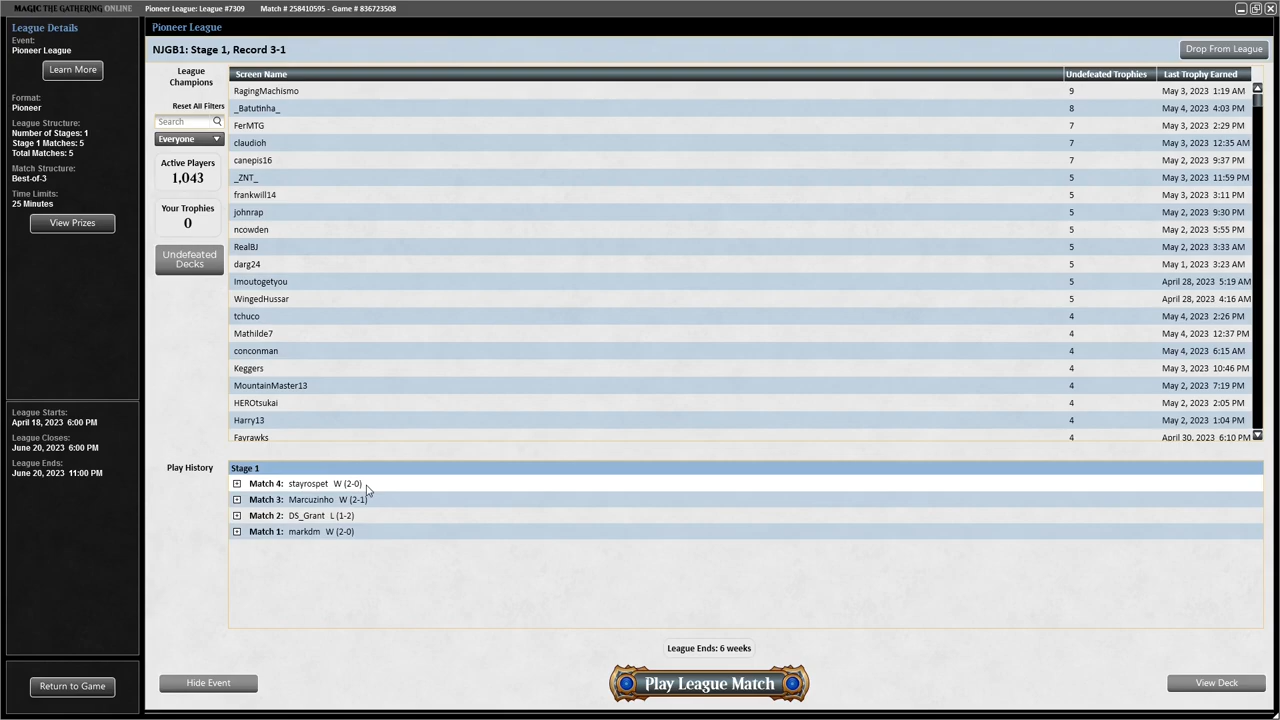 MAGIC THE GATHERING ONLINE
Pioneer League: League #7309
Match # 258410595 - Game # 836723508
League Details
Event:
Pioneer League
Learn More
Format:
Pioneer
League Structure:
Number of Stages: 1
Stage 1 Matches: 5
Total Matches: 5
Match Structure:
Best-of-3
Time Limits:
25 Minutes
View Prizes
League Starts:
April 18, 2023 6:00 PM
League Closes:
June 20, 2023 6:00 PM
League Ends:
June 20, 2023 11:00 PM
Return to Game
Pioneer League
NJGB1: Stage 1, Record 3-1
Drop From League
League
Champions
Reset All Filters
Search
Everyone
Active Players
1,043
Your Trophies
0
Undefeated
Decks
Screen Name Undefeated Trophies Last Trophy Earned
RagingMachismo 9 May 3, 2023 1:19 AM
_Batutinha_ 8 May 4, 2023 4:03 PM
FerMTG 7 May 3, 2023 2:29 PM
claudioh 7 May 3, 2023 12:35 AM
canepis16 7 May 2, 2023 9:37 PM
_ZNT_ 5 May 3, 2023 11:59 PM
frankwill14 5 May 3, 2023 3:11 PM
johnrap 5 May 2, 2023 9:30 PM
ncowden 5 May 2, 2023 5:55 PM
RealBJ 5 May 2, 2023 3:33 AM
darg24 5 May 1, 2023 3:23 AM
Imoutogetyou 5 April 28, 2023 5:19 AM
WingedHussar 5 April 28, 2023 4:16 AM
tchuco 4 May 4, 2023 2:26 PM
Mathilde7 4 May 4, 2023 12:37 PM
conconman 4 May 4, 2023 6:15 AM
Keggers 4 May 3, 2023 10:46 PM
MountainMaster13 4 May 2, 2023 7:19 PM
HEROtsukai 4 May 2, 2023 2:05 PM
Harry13 4 May 2, 2023 1:04 PM
Fayrawks 4 April 30, 2023 6:10 PM
Play History
Stage 1
Match 4: stayrospet W (2-0)
Match 3: Marcuzinho W (2-1)
Match 2: DS_Grant L (1-2)
Match 1: markdm W (2-0)
League Ends: 6 weeks
Hide Event
Play League Match
View Deck